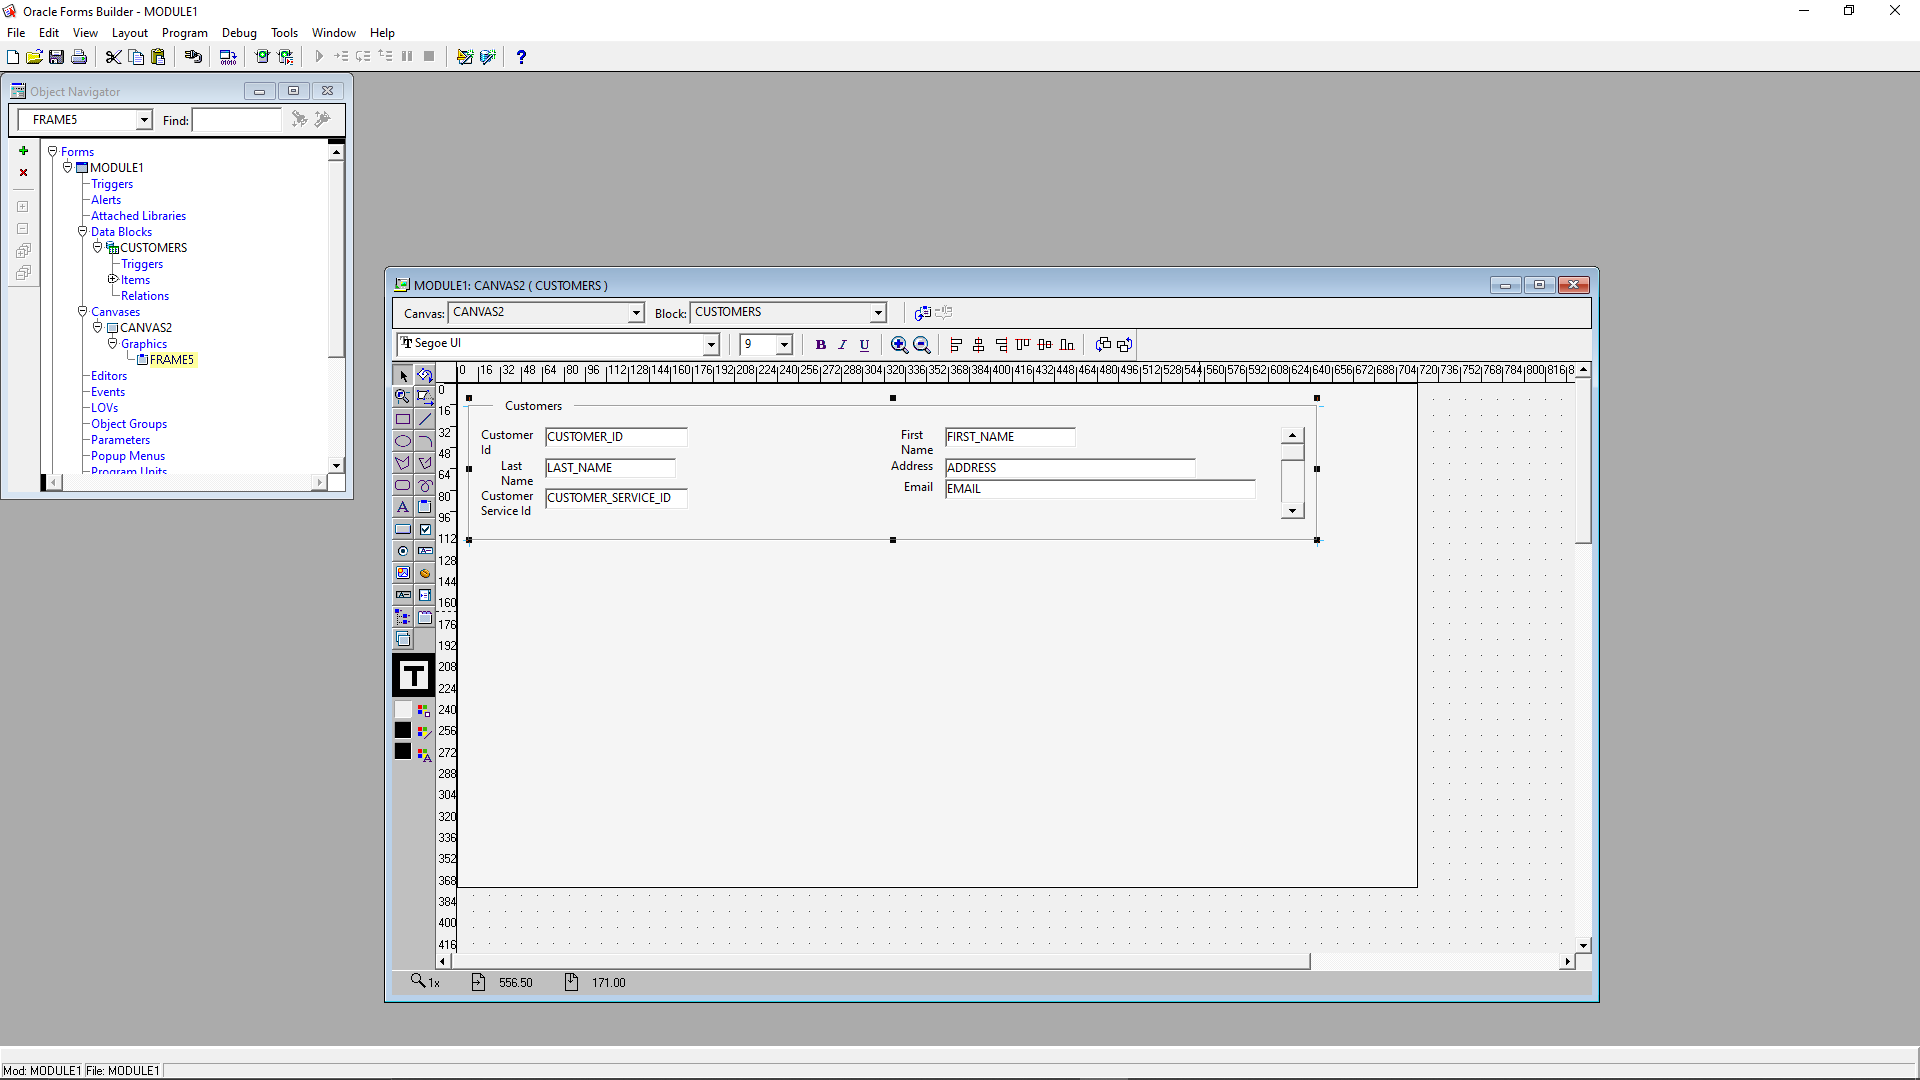 Oracle Forms Builder - MODULE1
File Edit View Layout Program Debug Tools Window Help
Object Navigator
FRAME5 Find:
Forms
MODULE1
Triggers
Alerts
Attached Libraries
Data Blocks
CUSTOMERS
Triggers
Items
Relations
Canvases
CANVAS2
Graphics
FRAME5
Editors
Events
LOVs
Object Groups
Parameters
Popup Menus
Program Units
MODULE1: CANVAS2 ( CUSTOMERS )
Canvas: CANVAS2 Block: CUSTOMERS
Segoe UI 9 B I U
0 16 32 48 64 80 96 112 128 144 160 176 192 208 224 240 256 272 288 304 320 336 352 368 384 400 416 432 448 464 480 496 512 528 544 560 576 592 608 624 640 656 672 688 704 720 736 752 768 784 800 816 8
0
16
32
48
64
80
96
112
128
144
160
176
192
208
224
240
256
272
288
304
320
336
352
368
384
400
416
Customers
Customer Id CUSTOMER_ID First Name FIRST_NAME
Last Name LAST_NAME Address ADDRESS
Email EMAIL
Customer Service Id CUSTOMER_SERVICE_ID
1x 556.50 171.00
Mod: MODULE1 File: MODULE1